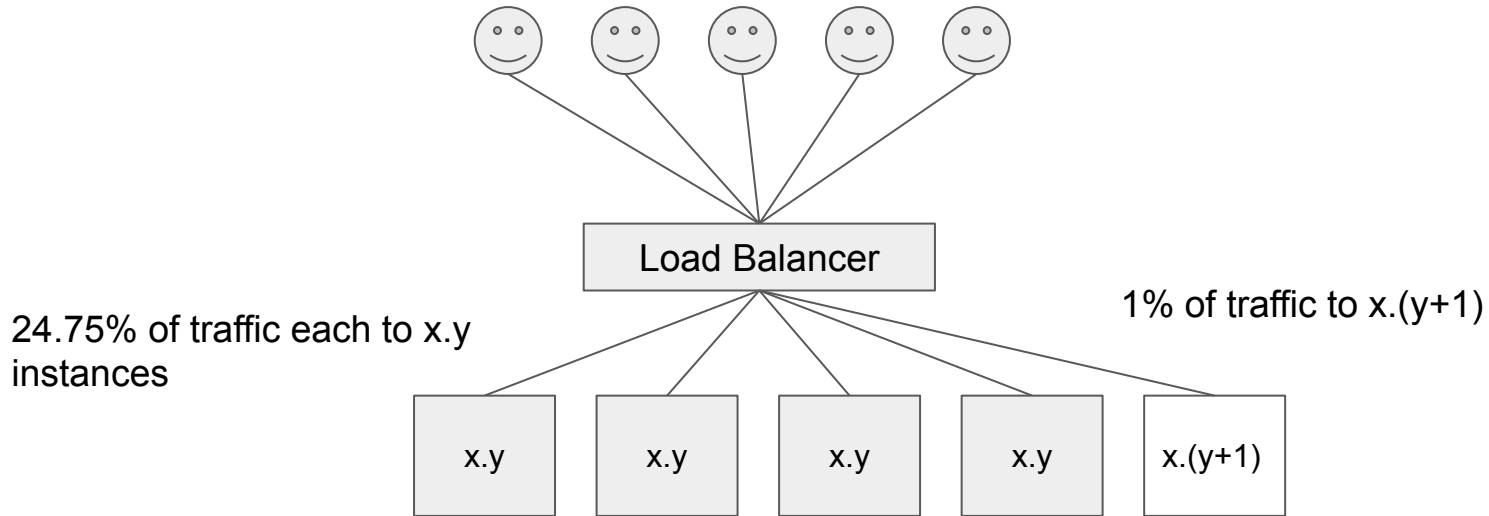 Load Balancer
24.75% of traffic each to x.y
instances
1% of traffic to x.(y+1)
x.y
x.y
x.y
x.y
x.(y+1)